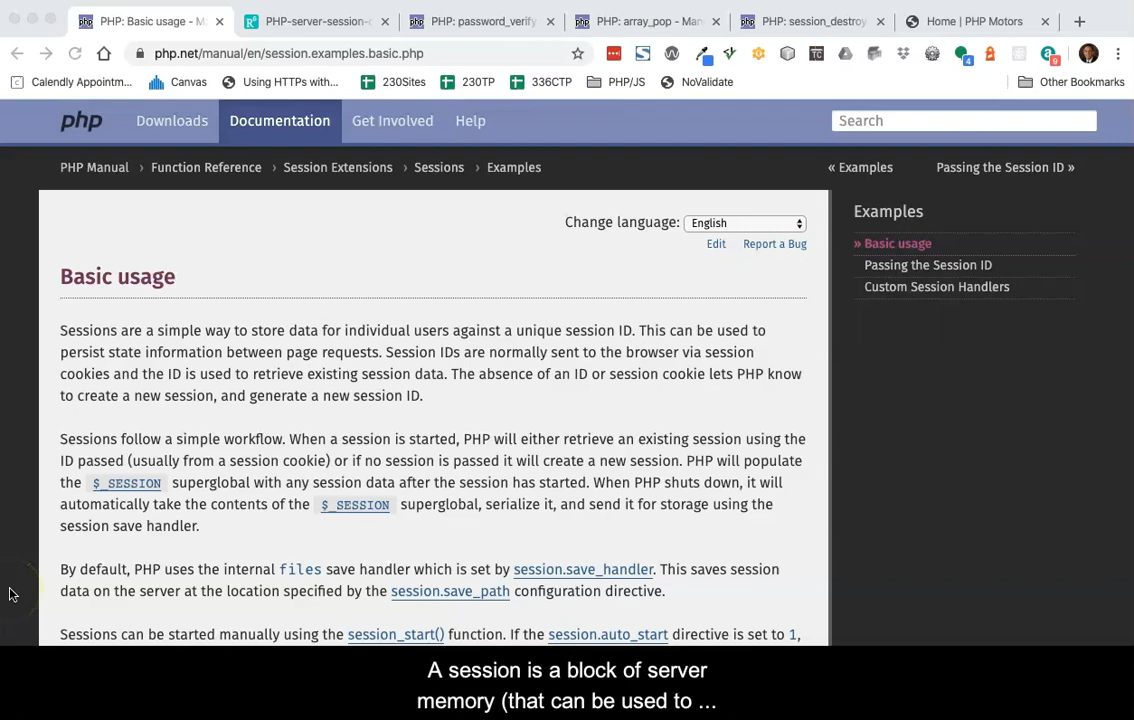 PHP: Basic usage - M
PHP-server-session-
PHP: password_verify
PHP: array_pop - Man
PHP: session_destroy
Home | PHP Motors
php.net/manual/en/session.examples.basic.php
Calendly Appointm...
Canvas
Using HTTPs with...
230Sites
230TP
336CTP
PHP/JS
NoValidate
Other Bookmarks
php
Downloads
Documentation
Get Involved
Help
Search
PHP Manual › Function Reference › Session Extensions › Sessions › Examples
« Examples
Passing the Session ID »
Change language: English
Edit Report a Bug
Examples
» Basic usage
Passing the Session ID
Custom Session Handlers
Basic usage
Sessions are a simple way to store data for individual users against a unique session ID. This can be used to
persist state information between page requests. Session IDs are normally sent to the browser via session
cookies and the ID is used to retrieve existing session data. The absence of an ID or session cookie lets PHP know
to create a new session, and generate a new session ID.
Sessions follow a simple workflow. When a session is started, PHP will either retrieve an existing session using the
ID passed (usually from a session cookie) or if no session is passed it will create a new session. PHP will populate
the $_SESSION superglobal with any session data after the session has started. When PHP shuts down, it will
automatically take the contents of the $_SESSION superglobal, serialize it, and send it for storage using the
session save handler.
By default, PHP uses the internal files save handler which is set by session.save_handler. This saves session
data on the server at the location specified by the session.save_path configuration directive.
Sessions can be started manually using the session_start() function. If the session.auto_start directive is set to 1,
A session is a block of server
memory (that can be used to ...